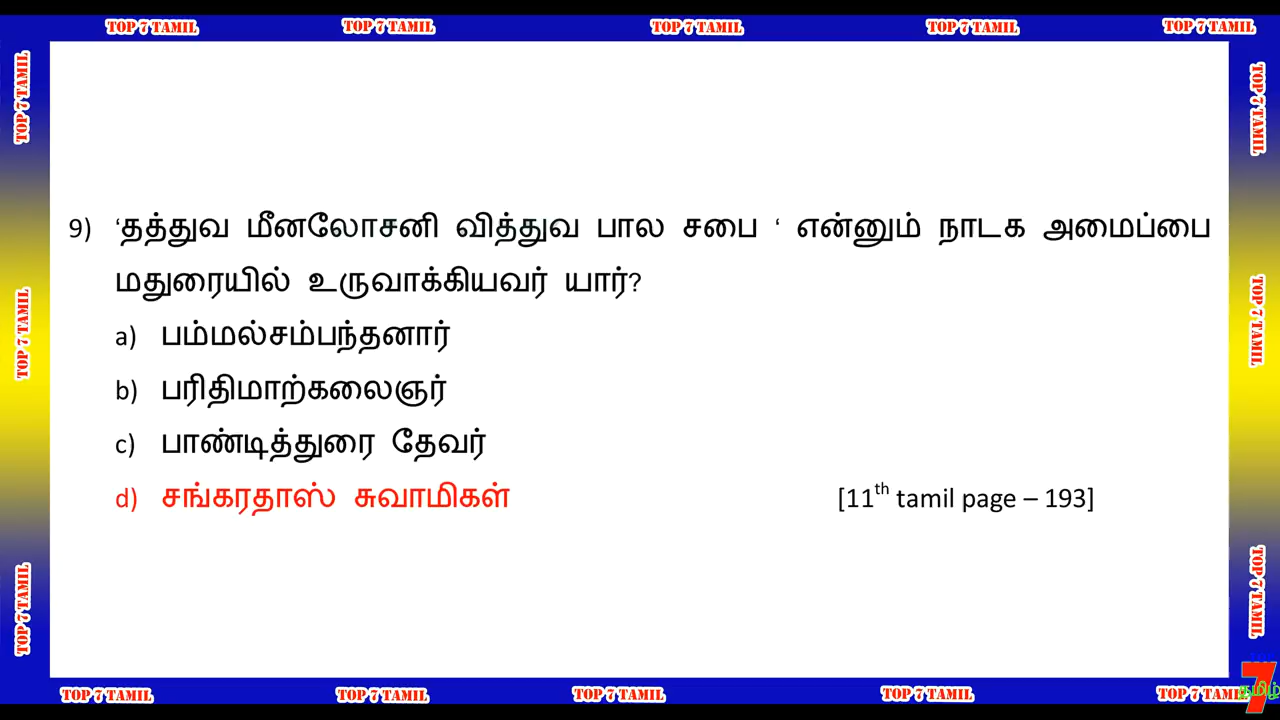 TOP 7 TAMIL TOP 7 TAMIL TOP 7 TAMIL TOP 7 TAMIL TOP 7 TAMIL
TOP 7 TAMIL TOP 7 TAMIL
9) ‘தத்துவ மீனலோசனி வித்துவ பால சபை ‘ என்னும் நாடக அமைப்பை
மதுரையில் உருவாக்கியவர் யார்?
TOP 7 TAMIL TOP 7 TAMIL
a) பம்மல்சம்பந்தனார்
b) பரிதிமாற்கலைஞர்
c) பாண்டித்துரை தேவர்
d) சங்கரதாஸ் சுவாமிகள் [11th tamil page – 193]
TOP 7 TAMIL TOP 7 TAMIL
TOP 7 TAMIL TOP 7 TAMIL TOP 7 TAMIL TOP 7 TAMIL TOP 7 TAMIL
TOP
7
தமிழ்